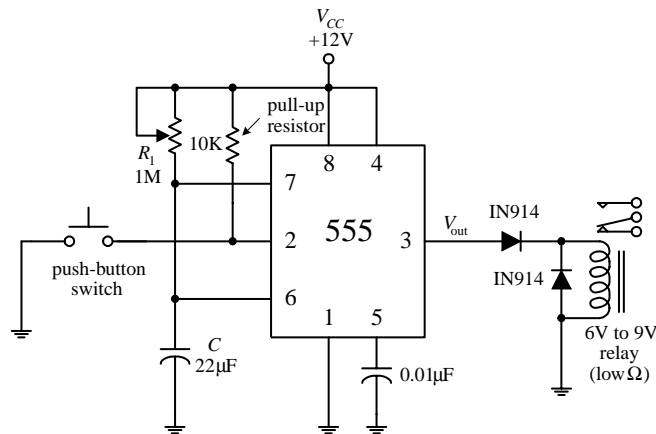 V_CC
+12V
pull-up
resistor
10K
R_1
1M
7
8
4
2
555
3
6
1
5
V_out
IN914
IN914
push-button
switch
C
22μF
0.01μF
6V to 9V
relay
(low Ω)